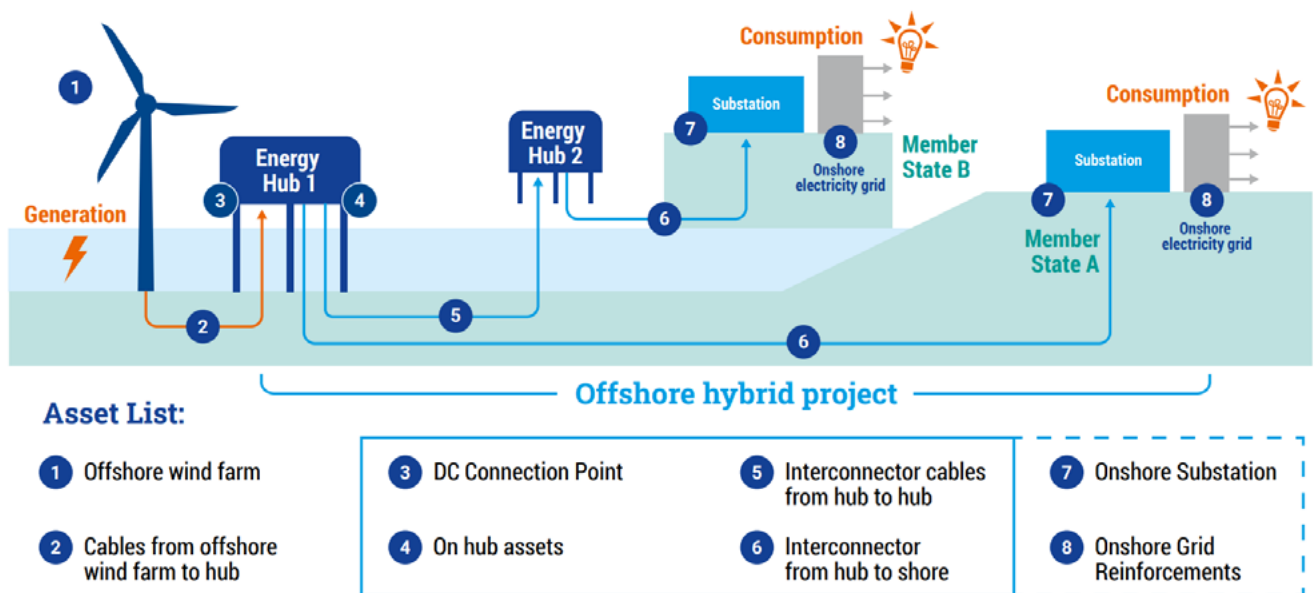 Consumption
1
Substation
Consumption
Energy
Hub 1
Energy
Hub 2
7
8
Onshore
electricity grid
Member
State B
Substation
3
4
Generation
6
7
8
Onshore
electricity grid
Member
State A
2
5
6
Offshore hybrid project
Asset List:
1 Offshore wind farm
2 Cables from offshore
wind farm to hub
3 DC Connection Point
4 On hub assets
5 Interconnector cables
from hub to hub
6 Interconnector
from hub to shore
7 Onshore Substation
8 Onshore Grid
Reinforcements